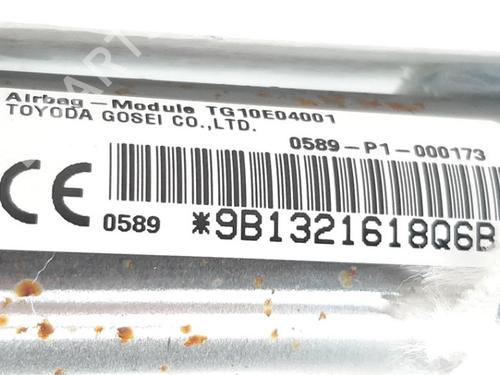 Airbag-Module TG10E04001
TOYODA GOSEI CO.,LTD.
0589-P1-000173
CE
0589
*9B1321618Q6B